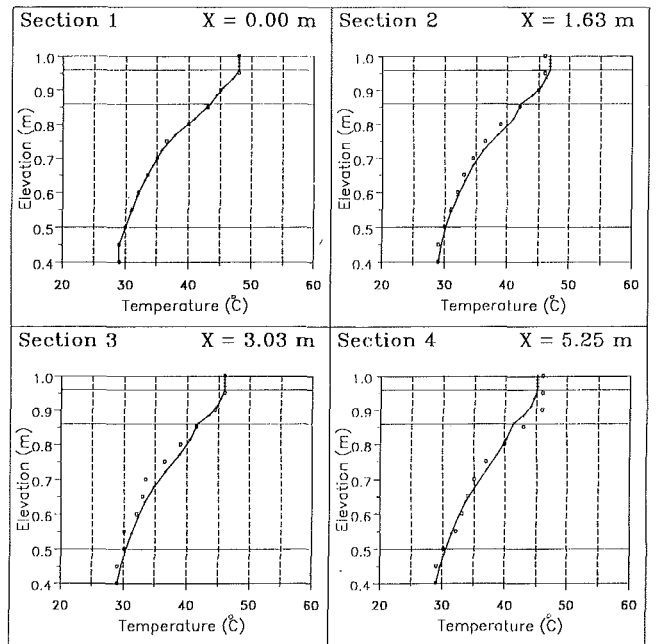 Section 1 X = 0.00 m
1.0
0.9
0.8
0.7
0.6
0.5
0.4
Elevation (m)
20 30 40 50 60
Temperature (°C)
Section 2 X = 1.63 m
1.0
0.9
0.8
0.7
0.6
0.5
0.4
Elevation (m)
20 30 40 50 60
Temperature (°C)
Section 3 X = 3.03 m
1.0
0.9
0.8
0.7
0.6
0.5
0.4
Elevation (m)
20 30 40 50 60
Temperature (°C)
Section 4 X = 5.25 m
1.0
0.9
0.8
0.7
0.6
0.5
0.4
Elevation (m)
20 30 40 50 60
Temperature (°C)